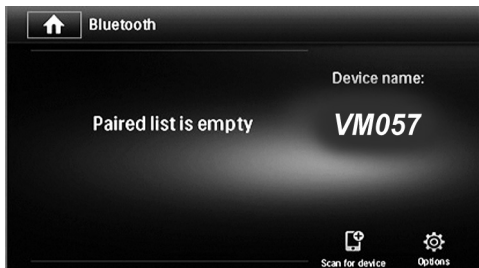 Bluetooth
Device name:
Paired list is empty
VM057
Scan for device
Options